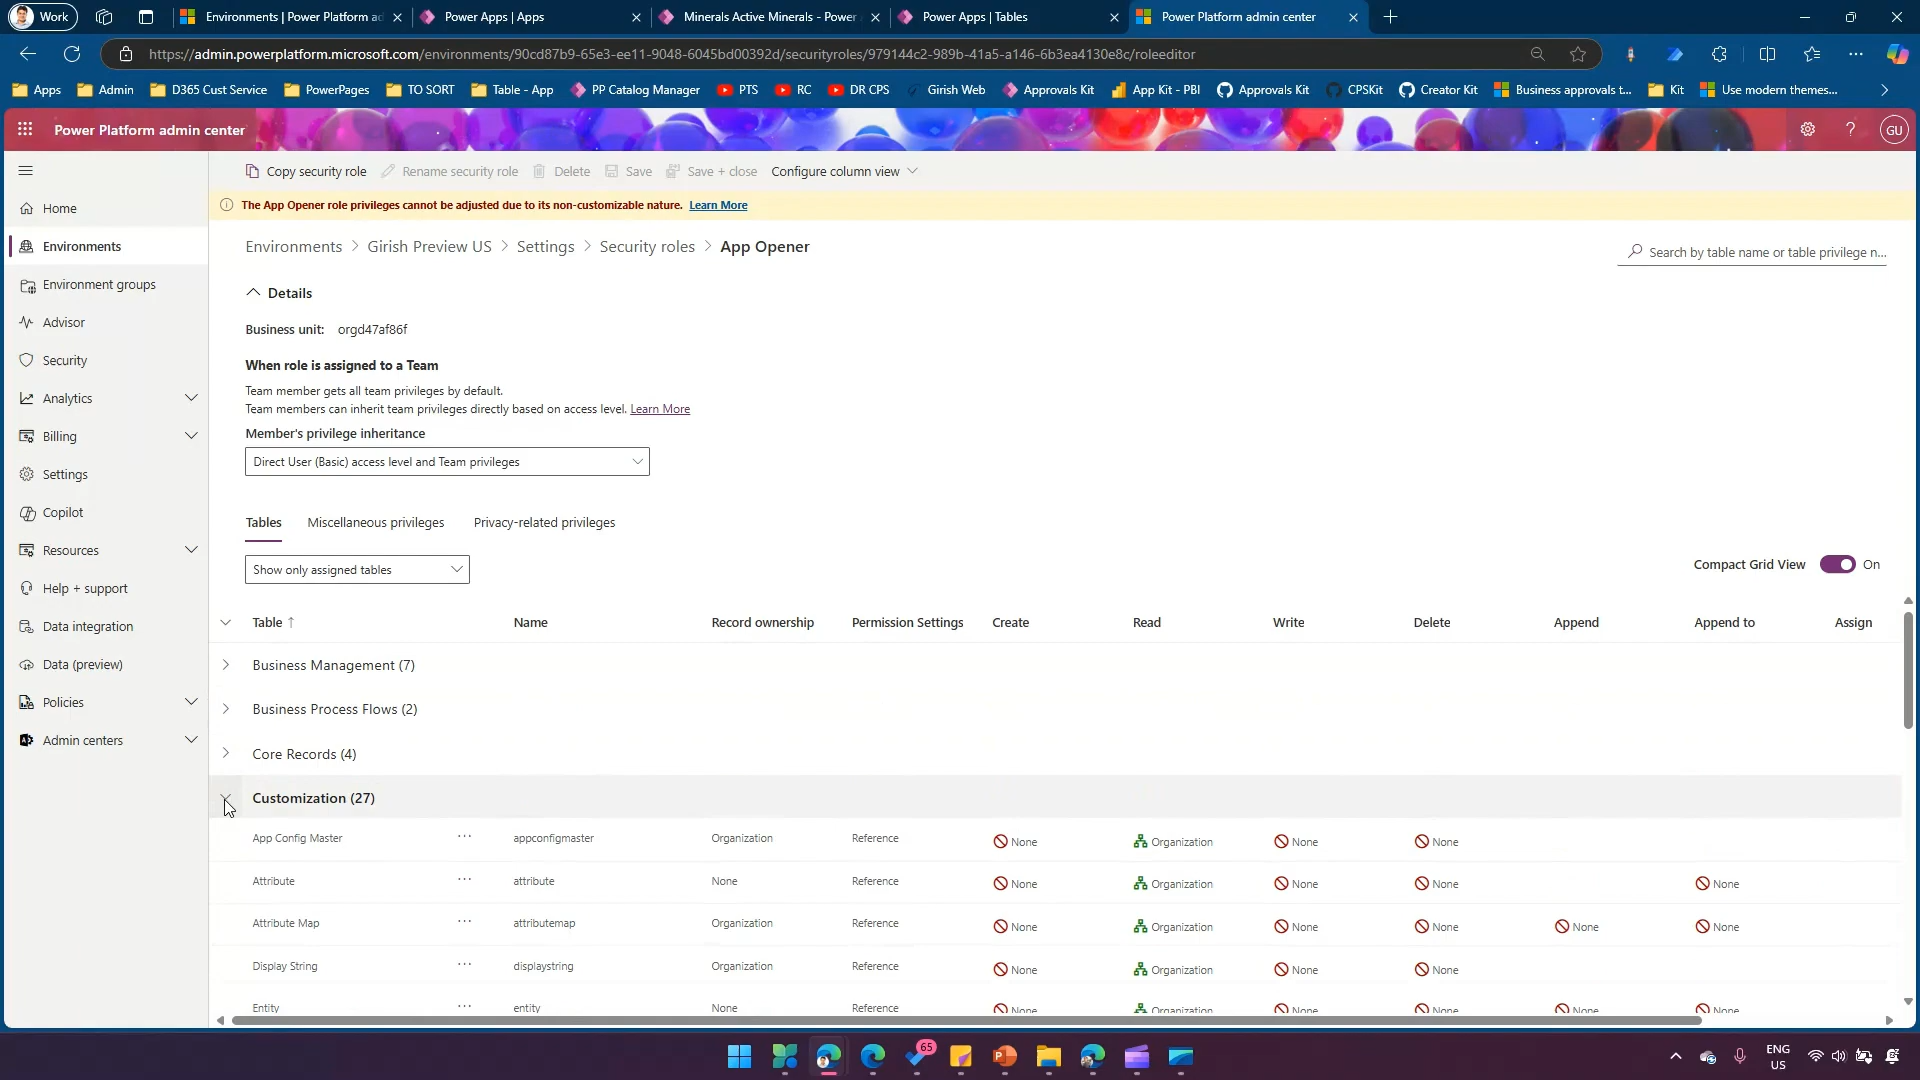 Work
Environments | Power Platform ad
Power Apps | Apps
Minerals Active Minerals - Power
Power Apps | Tables
Power Platform admin center
https://admin.powerplatform.microsoft.com/environments/90cd87b9-65e3-ee11-9048-6045bd00392d/securityroles/979144c2-989b-41a5-a146-6b3ea4130e8c/roleeditor
Apps
Admin
D365 Cust Service
PowerPages
TO SORT
Table - App
PP Catalog Manager
PTS
RC
DR CPS
Girish Web
Approvals Kit
App Kit - PBI
Approvals Kit
CPSKit
Creator Kit
Business approvals t...
Kit
Use modern themes...
Power Platform admin center
?
GU
Copy security role
Rename security role
Delete
Save
Save + close
Configure column view
The App Opener role privileges cannot be adjusted due to its non-customizable nature. Learn More
Home
Environments
Environment groups
Advisor
Security
Analytics
Billing
Settings
Copilot
Resources
Help + support
Data integration
Data (preview)
Policies
Admin centers
Environments > Girish Preview US > Settings > Security roles > App Opener
Search by table name or table privilege n...
Details
Business unit: orgd47af86f
When role is assigned to a Team
Team member gets all team privileges by default.
Team members can inherit team privileges directly based on access level. Learn More
Member's privilege inheritance
Direct User (Basic) access level and Team privileges
Tables
Miscellaneous privileges
Privacy-related privileges
Show only assigned tables
Compact Grid View
On
Table ↑ Name Record ownership Permission Settings Create Read Write Delete Append Append to Assign
Business Management (7)
Business Process Flows (2)
Core Records (4)
Customization (27)
App Config Master ... appconfigmaster Organization Reference None Organization None None
Attribute ... attribute None Reference None Organization None None None
Attribute Map ... attributemap Organization Reference None Organization None None None None
Display String ... displaystring Organization Reference None Organization None None
Entity ... entity None Reference None Organization None None None None
65
ENG
US